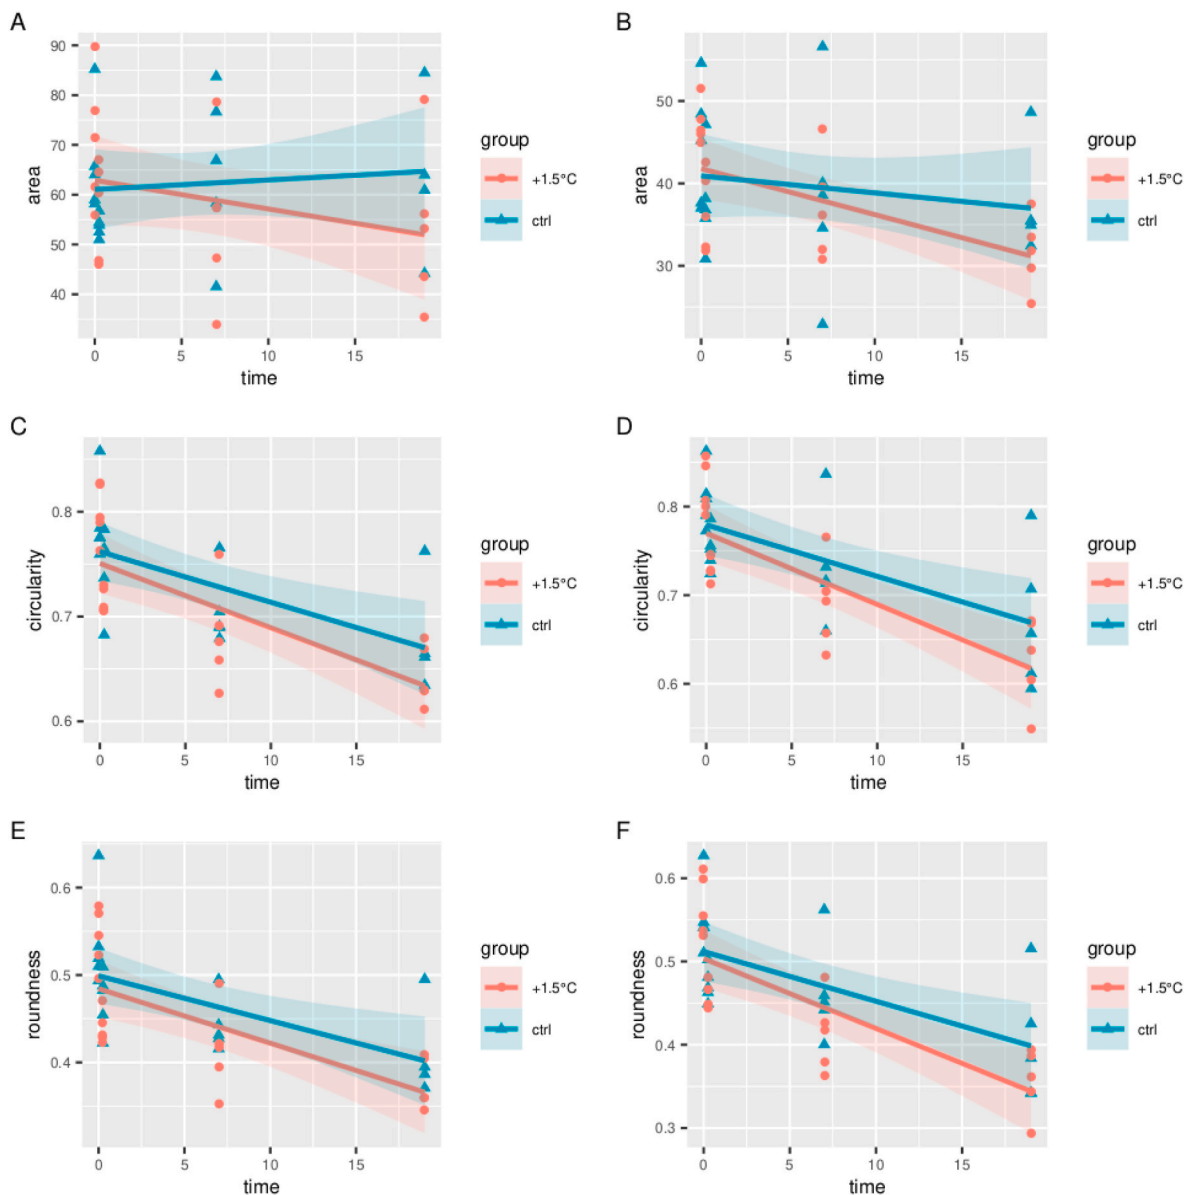 A
area
90
80
70
60
50
40
0
5
10
15
time
group
+1.5°C
ctrl
B
area
50
40
30
0
5
10
15
time
group
+1.5°C
ctrl
C
circularity
0.8
0.7
0.6
0
5
10
15
time
group
+1.5°C
ctrl
D
circularity
0.8
0.7
0.6
0
5
10
15
time
group
+1.5°C
ctrl
E
roundness
0.6
0.5
0.4
0
5
10
15
time
group
+1.5°C
ctrl
F
roundness
0.6
0.5
0.4
0.3
0
5
10
15
time
group
+1.5°C
ctrl